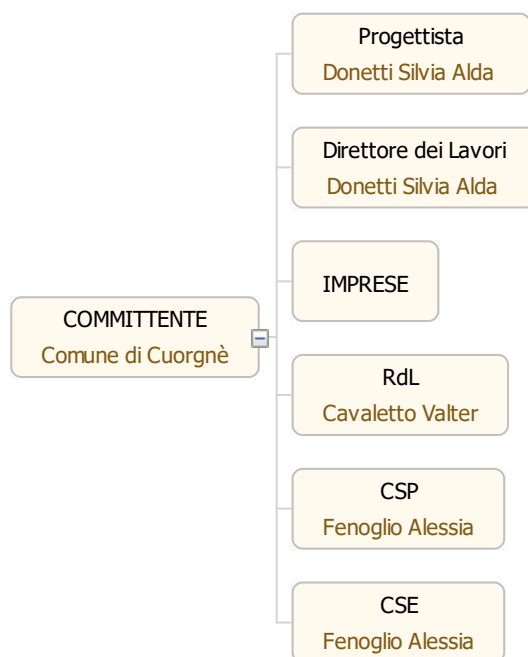 Progettista
Donetti Silvia Alda
Direttore dei Lavori
Donetti Silvia Alda
IMPRESE
COMMITTENTE
Comune di Cuorgnè
RdL
Cavaletto Valter
CSP
Fenoglio Alessia
CSE
Fenoglio Alessia